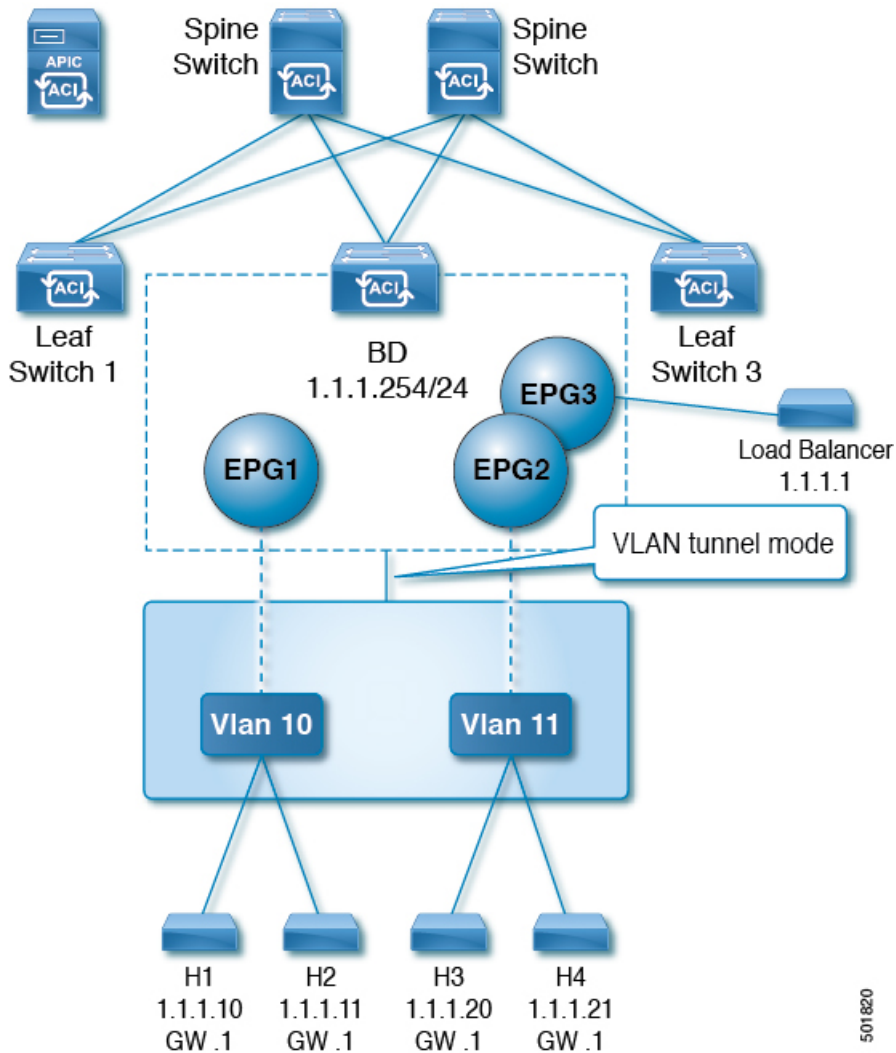 Spine
Switch
Spine
Switch
APIC
ACI
ACI
ACI
ACI
ACI
ACI
Leaf
Switch 1
BD
1.1.1.254/24
Leaf
Switch 3
EPG3
EPG1
EPG2
Load Balancer
1.1.1.1
VLAN tunnel mode
Vlan 10
Vlan 11
H1
1.1.1.10
GW .1
H2
1.1.1.11
GW .1
H3
1.1.1.20
GW .1
H4
1.1.1.21
GW .1
501820